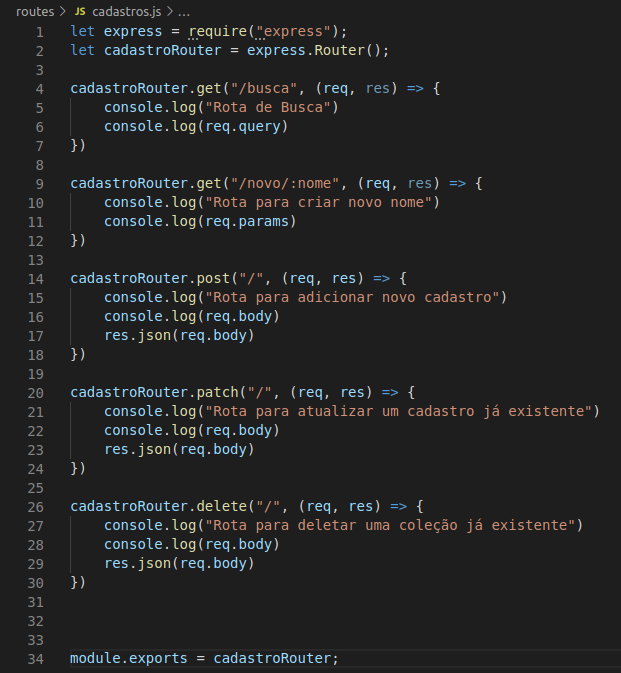 routes > JS cadastros.js > ...
1 let express = require("express");
2 let cadastroRouter = express.Router();
3
4 cadastroRouter.get("/busca", (req, res) => {
5     console.log("Rota de Busca")
6     console.log(req.query)
7 })
8
9 cadastroRouter.get("/novo/:nome", (req, res) => {
10     console.log("Rota para criar novo nome")
11     console.log(req.params)
12 })
13
14 cadastroRouter.post("/", (req, res) => {
15     console.log("Rota para adicionar novo cadastro")
16     console.log(req.body)
17     res.json(req.body)
18 })
19
20 cadastroRouter.patch("/", (req, res) => {
21     console.log("Rota para atualizar um cadastro já existente")
22     console.log(req.body)
23     res.json(req.body)
24 })
25
26 cadastroRouter.delete("/", (req, res) => {
27     console.log("Rota para deletar uma coleção já existente")
28     console.log(req.body)
29     res.json(req.body)
30 })
31
32
33
34 module.exports = cadastroRouter;